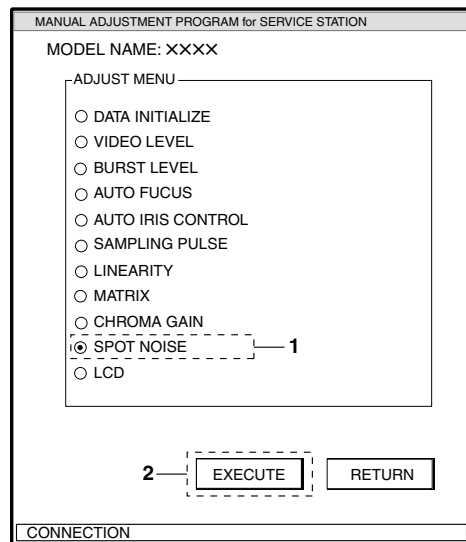 MANUAL ADJUSTMENT PROGRAM for SERVICE STATION
MODEL NAME: ××××
ADJUST MENU
DATA INITIALIZE
VIDEO LEVEL
BURST LEVEL
AUTO FUCUS
AUTO IRIS CONTROL
SAMPLING PULSE
LINEARITY
MATRIX
CHROMA GAIN
SPOT NOISE 1
LCD
2 EXECUTE RETURN
CONNECTION